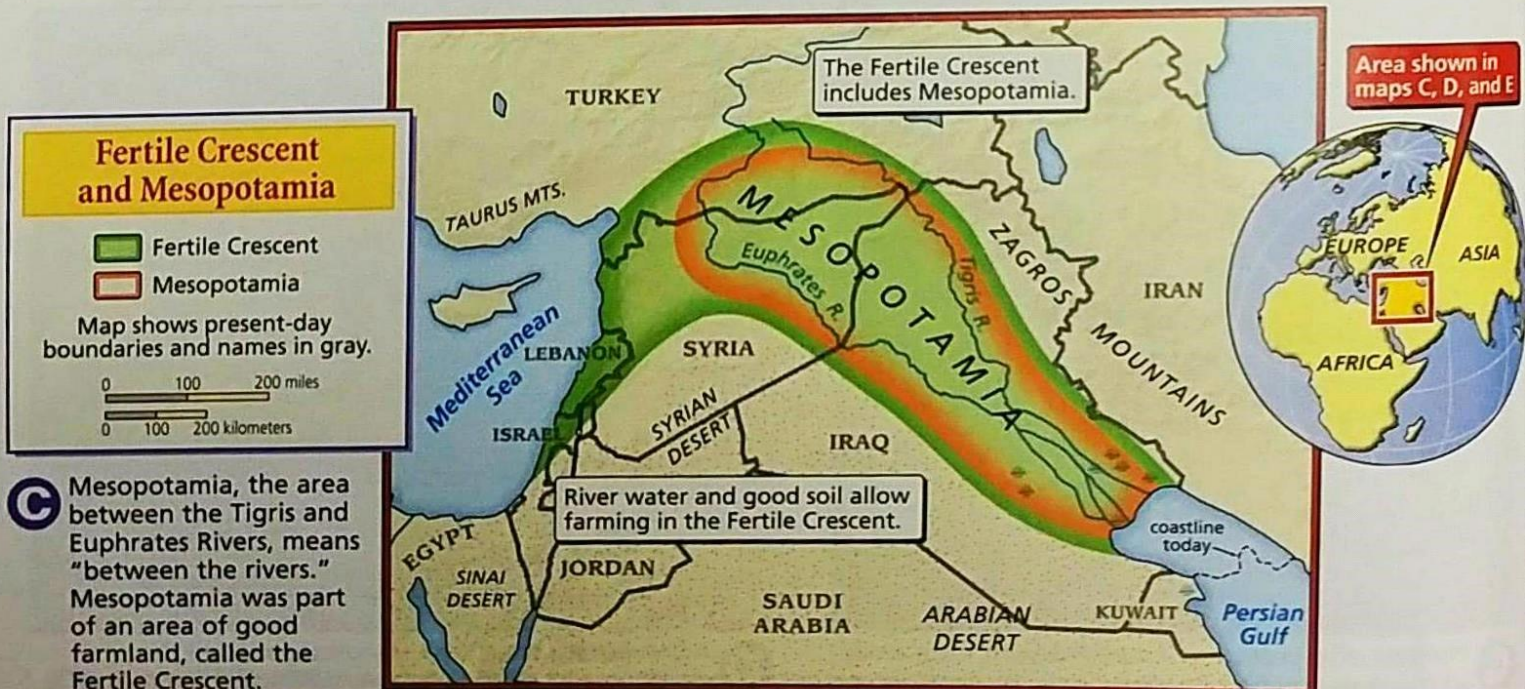 Fertile Crescent
and Mesopotamia
Fertile Crescent
Mesopotamia
Map shows present-day
boundaries and names in gray.
0 100 200 miles
0 100 200 kilometers
C
Mesopotamia, the area
between the Tigris and
Euphrates Rivers, means
"between the rivers."
Mesopotamia was part
of an area of good
farmland, called the
Fertile Crescent.
The Fertile Crescent
includes Mesopotamia.
TURKEY
TAURUS MTS.
MESOPOTAMIA
Euphrates R.
Tigris R.
ZAGROS MOUNTAINS
IRAN
Mediterranean
Sea
LEBANON
SYRIA
SYRIAN
DESERT
ISRAEL
IRAQ
River water and good soil allow
farming in the Fertile Crescent.
EGYPT
SINAI
DESERT
JORDAN
SAUDI
ARABIA
ARABIAN
DESERT
KUWAIT
coastline
today
Persian
Gulf
Area shown in
maps C, D, and E
EUROPE
ASIA
AFRICA